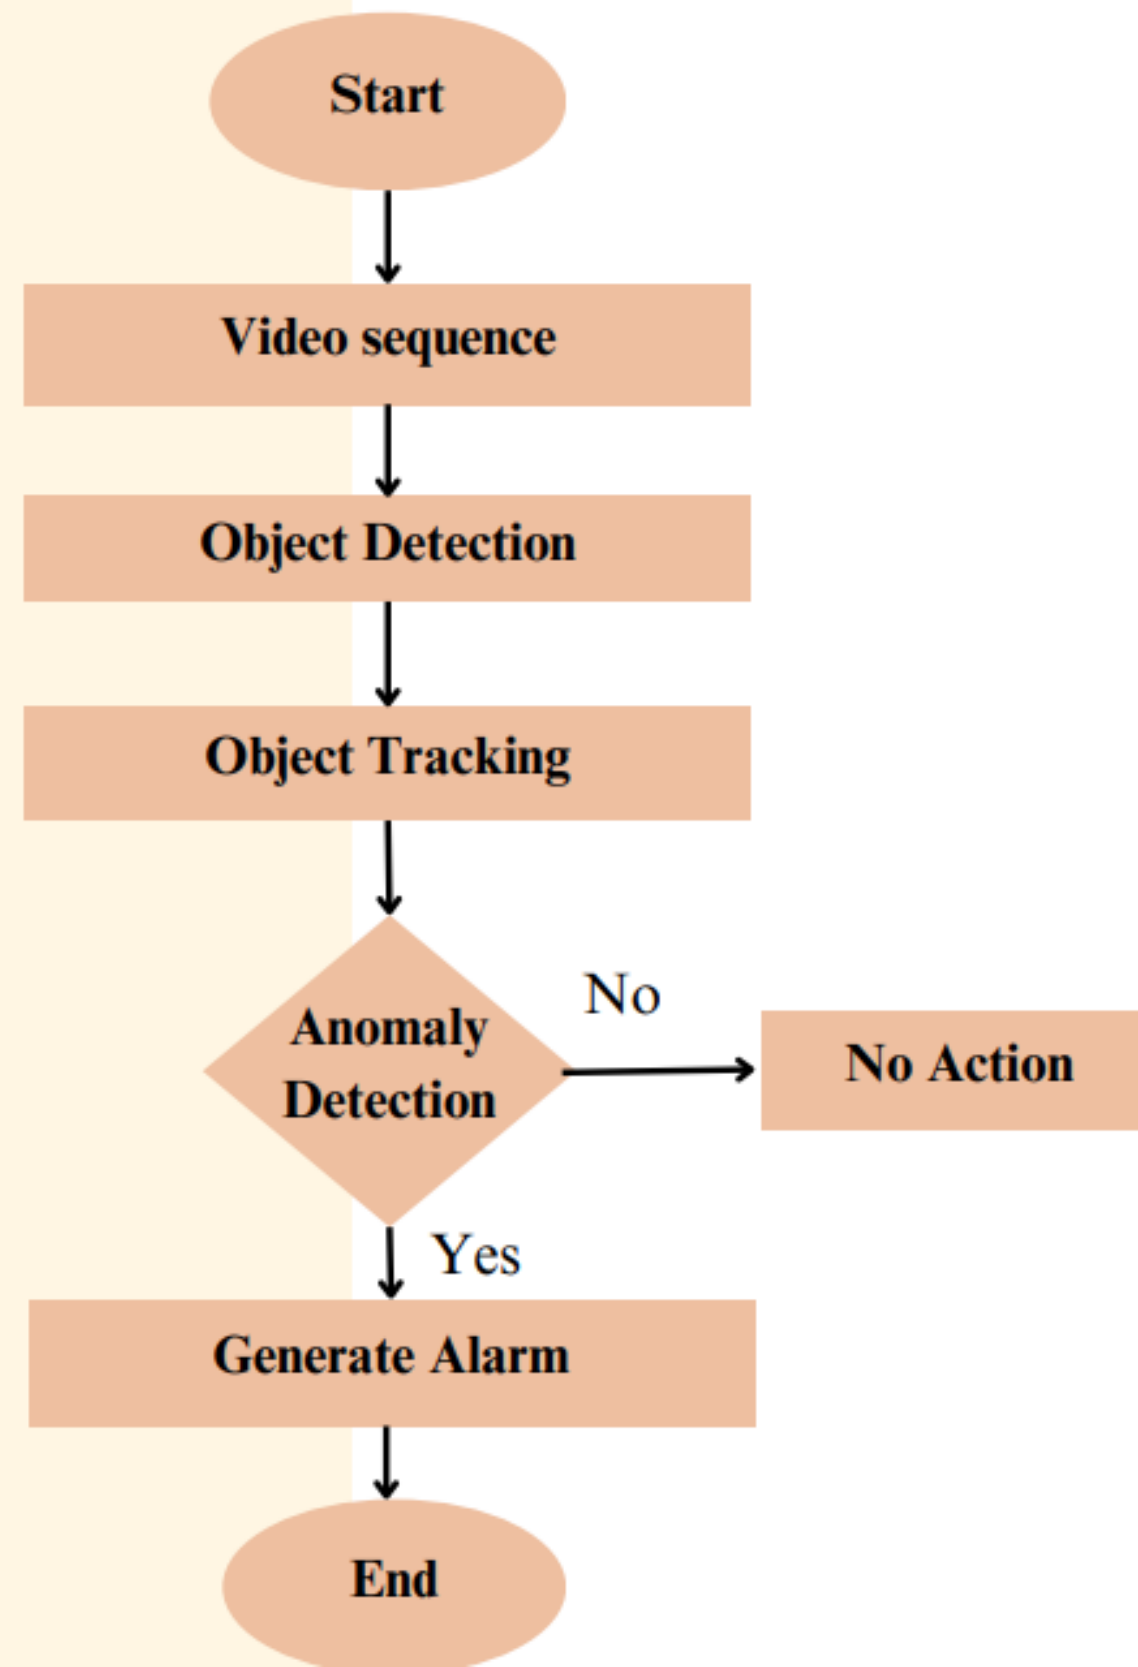 Start
Video sequence
Object Detection
Object Tracking
Anomaly
Detection
No
No Action
Yes
Generate Alarm
End